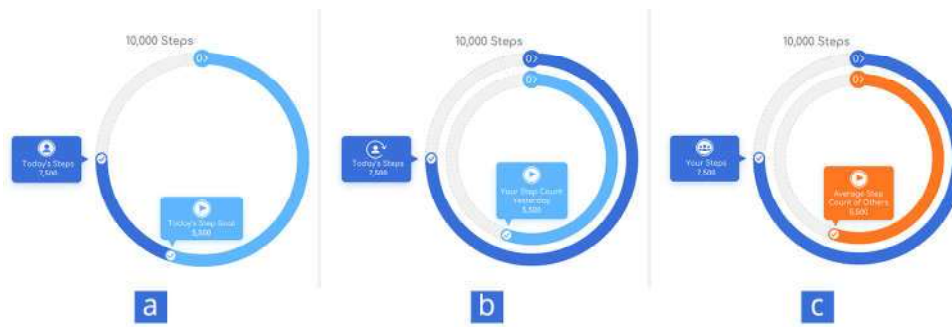 10,000 Steps
Today's Steps
7,500
Today's Step Goal
5,500
a
10,000 Steps
Today's Steps
7,500
Your Step Count
Yesterday
5,500
b
10,000 Steps
Your Steps
7,500
Average Step
Count of Others
5,500
c